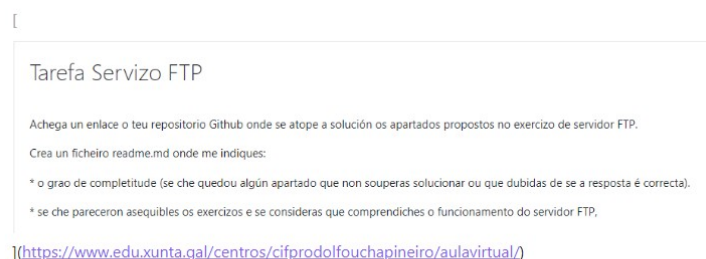 [
Tarefa Servizo FTP
Achega un enlace o teu repositorio Github onde se atope a solución os apartados propostos no exercizo de servidor FTP.
Crea un ficheiro readme.md onde me indiques:
* o grao de completitude (se che quedou algún apartado que non souperas solucionar ou que dubidas de se a resposta é correcta).
* se che pareceron asequibles os exercizos e se consideras que comprendiches o funcionamento do servidor FTP,
](https://www.edu.xunta.gal/centros/cifprodolfouchapineiro/aulavirtual/)